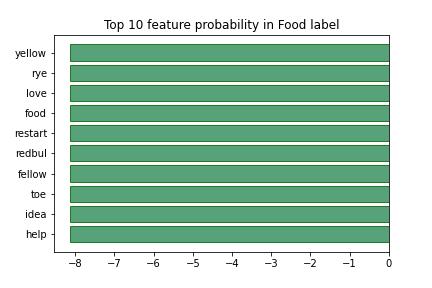 Top 10 feature probability in Food label
yellow
rye
love
food
restart
redbul
fellow
toe
idea
help
−8 −7 −6 −5 −4 −3 −2 −1 0